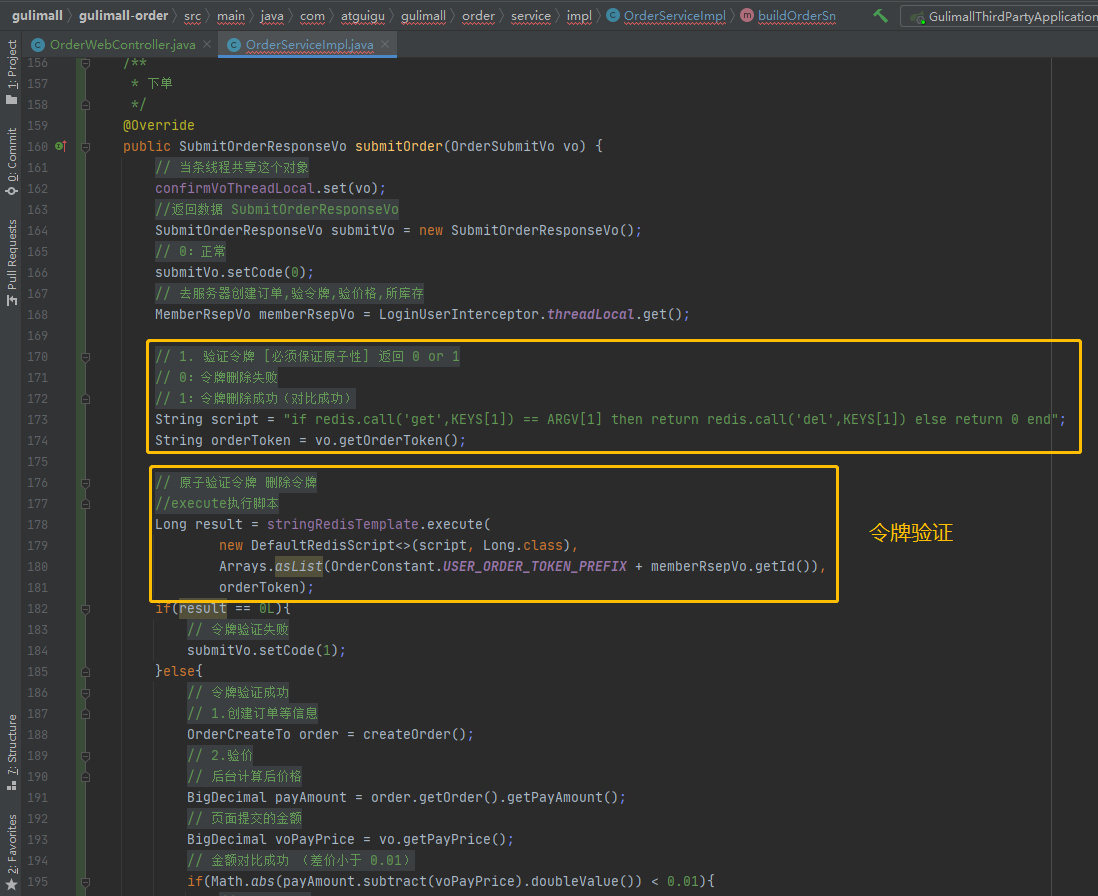 gulimall gulimall-order src main java com atguigu gulimall order service impl OrderServiceImpl buildOrderSn GulimallThirdPartyApplication
OrderWebController.java OrderServiceImpl.java
1: Project
0: Commit
Pull Requests
7: Structure
2: Favorites
156 /**
157 * 下单
158 */
159 @Override
160 public SubmitOrderResponseVo submitOrder(OrderSubmitVo vo) {
161 // 当条线程共享这个对象
162 confirmVoThreadLocal.set(vo);
163 //返回数据 SubmitOrderResponseVo
164 SubmitOrderResponseVo submitVo = new SubmitOrderResponseVo();
165 // 0：正常
166 submitVo.setCode(0);
167 // 去服务器创建订单,验令牌,验价格,所库存
168 MemberRsepVo memberRsepVo = LoginUserInterceptor.threadLocal.get();
169
170 // 1. 验证令牌 [必须保证原子性] 返回 0 or 1
171 // 0：令牌删除失败
172 // 1：令牌删除成功（对比成功）
173 String script = "if redis.call('get',KEYS[1]) == ARGV[1] then return redis.call('del',KEYS[1]) else return 0 end";
174 String orderToken = vo.getOrderToken();
175
176 // 原子验证令牌 删除令牌
177 //execute执行脚本
178 Long result = stringRedisTemplate.execute(
179 new DefaultRedisScript<>(script, Long.class),
180 Arrays.asList(OrderConstant.USER_ORDER_TOKEN_PREFIX + memberRsepVo.getId()),
181 orderToken);
令牌验证
182 if(result == 0L){
183 // 令牌验证失败
184 submitVo.setCode(1);
185 }else{
186 // 令牌验证成功
187 // 1.创建订单等信息
188 OrderCreateTo order = createOrder();
189 // 2.验价
190 // 后台计算后价格
191 BigDecimal payAmount = order.getOrder().getPayAmount();
192 // 页面提交的金额
193 BigDecimal voPayPrice = vo.getPayPrice();
194 // 金额对比成功 （差价小于 0.01）
195 if(Math.abs(payAmount.subtract(voPayPrice).doubleValue()) < 0.01){